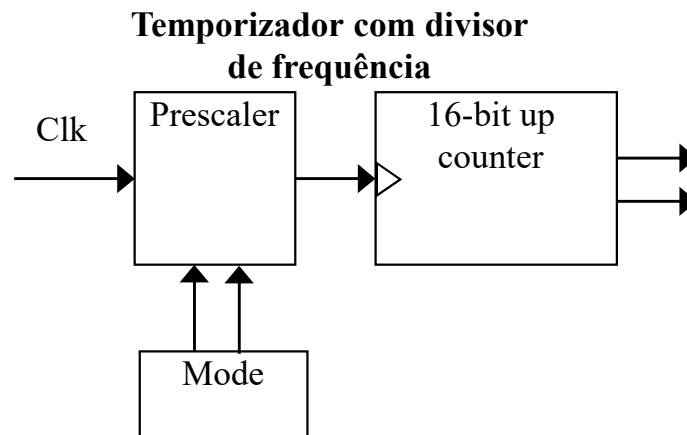 Temporizador com divisor
de frequência
Clk
Prescaler
16-bit up
counter
Mode